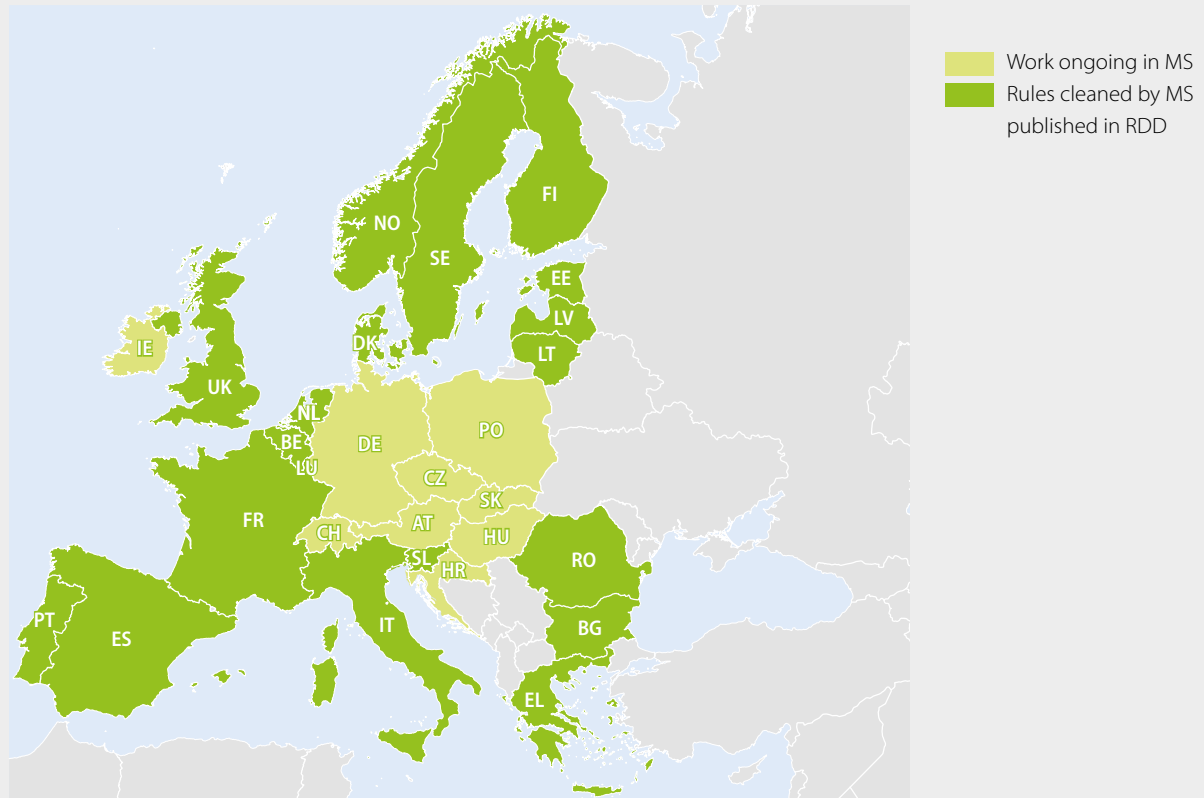 Work ongoing in MS
Rules cleaned by MS
published in RDD
FI
NO
SE
EE
LV
DK
IE
LT
UK
NL
PO
BE
DE
LU
CZ
SK
FR
AT
CH
HU
SL
RO
HR
PT
IT
BG
ES
EL